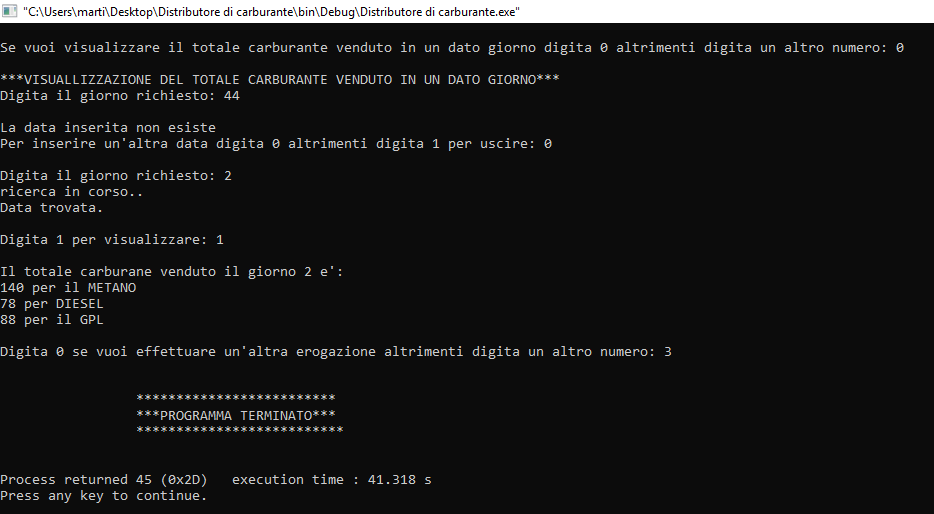 "C:\Users\marti\Desktop\Distributore di carburante\bin\Debug\Distributore di carburante.exe"
Se vuoi visualizzare il totale carburante venduto in un dato giorno digita 0 altrimenti digita un altro numero: 0
***VISUALLIZZAZIONE DEL TOTALE CARBURANTE VENDUTO IN UN DATO GIORNO***
Digita il giorno richiesto: 44
La data inserita non esiste
Per inserire un'altra data digita 0 altrimenti digita 1 per uscire: 0
Digita il giorno richiesto: 2
ricerca in corso..
Data trovata.
Digita 1 per visualizzare: 1
Il totale carburane venduto il giorno 2 e':
140 per il METANO
78 per DIESEL
88 per il GPL
Digita 0 se vuoi effettuare un'altra erogazione altrimenti digita un altro numero: 3
*************************
***PROGRAMMA TERMINATO***
**************************
Process returned 45 (0x2D)   execution time : 41.318 s
Press any key to continue.